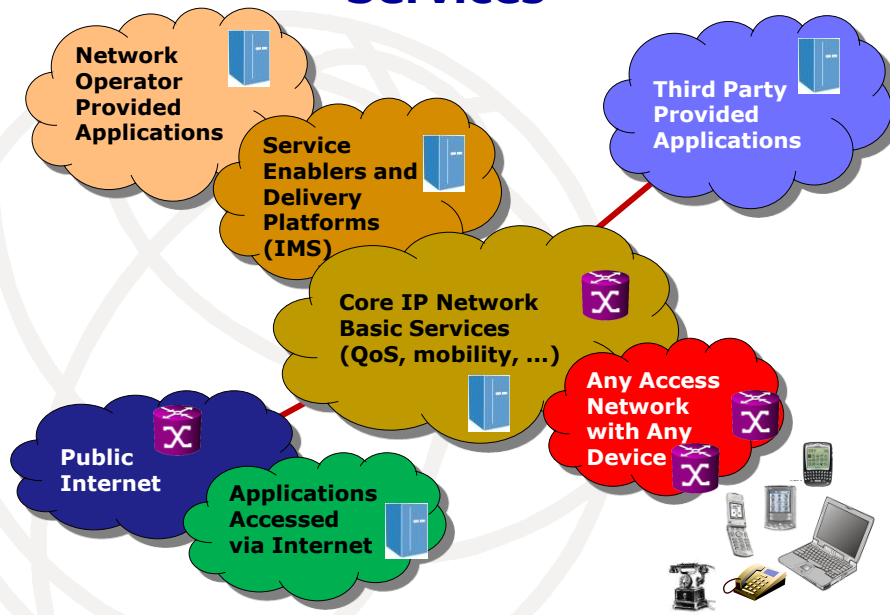 Services
Network
Operator
Provided
Applications
Third Party
Provided
Applications
Service
Enablers and
Delivery
Platforms
(IMS)
Core IP Network
Basic Services
(QoS, mobility, ...)
Any Access
Network
with Any
Device
Public
Internet
Applications
Accessed
via Internet